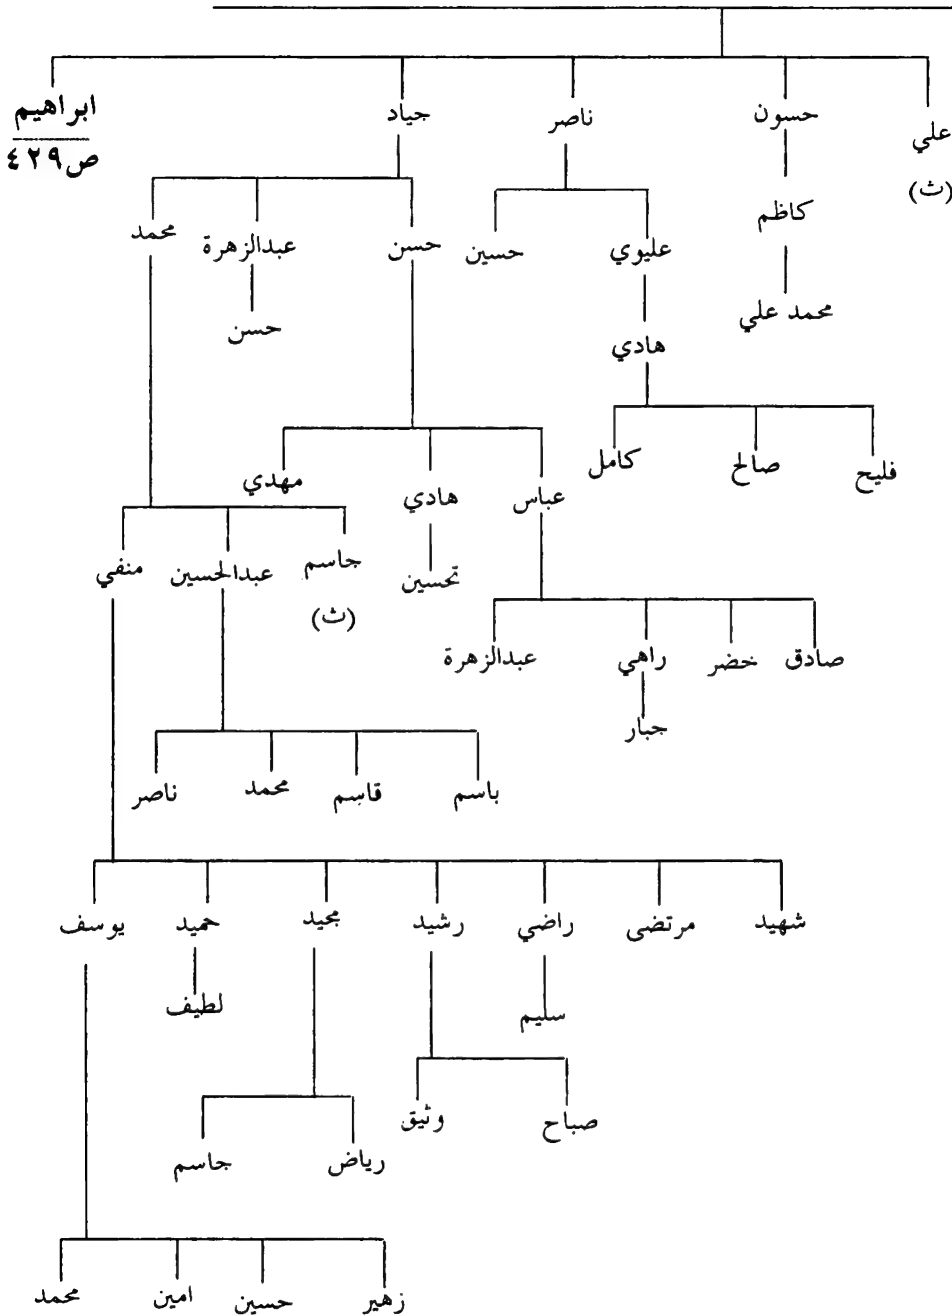 علي حسون ناصر جياد ابراهيم
(ث) ص٤٢٩
كاظم
عليوي حسين حسن عبدالزهرة محمد
محمد علي حسن
هادي
فليح صالح كامل
عباس هادي مهدي
جاسم عبدالحسين منفي
تحسين
(ث)
صادق خضر راهي عبدالزهرة
جبار
باسم قاسم محمد ناصر
شهيد مرتضى راضي رشيد مجيد حميد يوسف
سليم لطيف
صباح وثيق
رياض جاسم
زهير حسين امين محمد